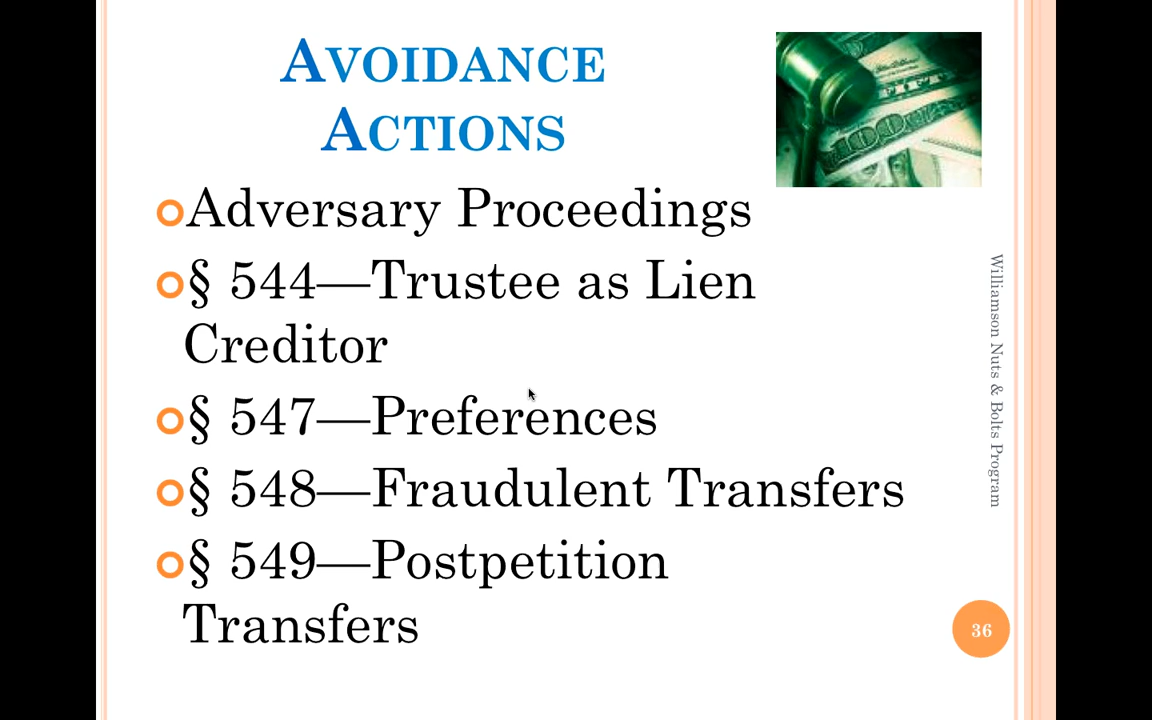 AVOIDANCE
ACTIONS
Adversary Proceedings
§ 544—Trustee as Lien
Creditor
§ 547—Preferences
§ 548—Fraudulent Transfers
§ 549—Postpetition
Transfers
Williamson Nuts & Bolts Program
36
100